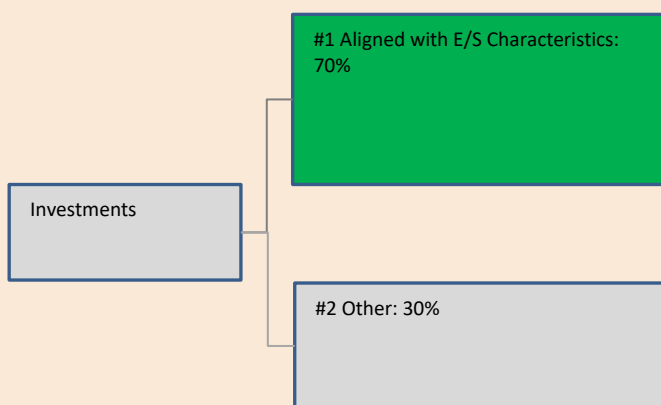 #1 Aligned with E/S Characteristics:
70%
Investments
#2 Other: 30%